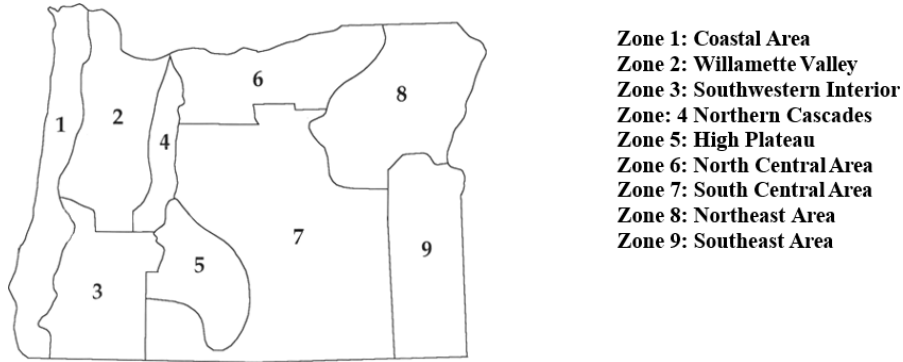 1
2
3
4
5
6
7
8
9
Zone 1: Coastal Area
Zone 2: Willamette Valley
Zone 3: Southwestern Interior
Zone: 4 Northern Cascades
Zone 5: High Plateau
Zone 6: North Central Area
Zone 7: South Central Area
Zone 8: Northeast Area
Zone 9: Southeast Area